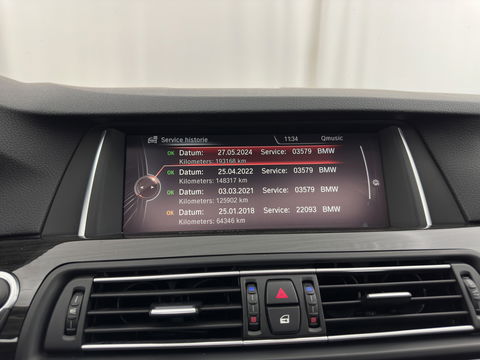 Service historie 11:34 Qmusic
OK Datum: 27.05.2024 Service: 03579 BMW
Kilometers: 193168 km
OK Datum: 25.04.2022 Service: 03579 BMW
Kilometers: 148317 km
OK Datum: 03.03.2021 Service: 03579 BMW
Kilometers: 125902 km
OK Datum: 25.01.2018 Service: 22093 BMW
Kilometers: 64346 km